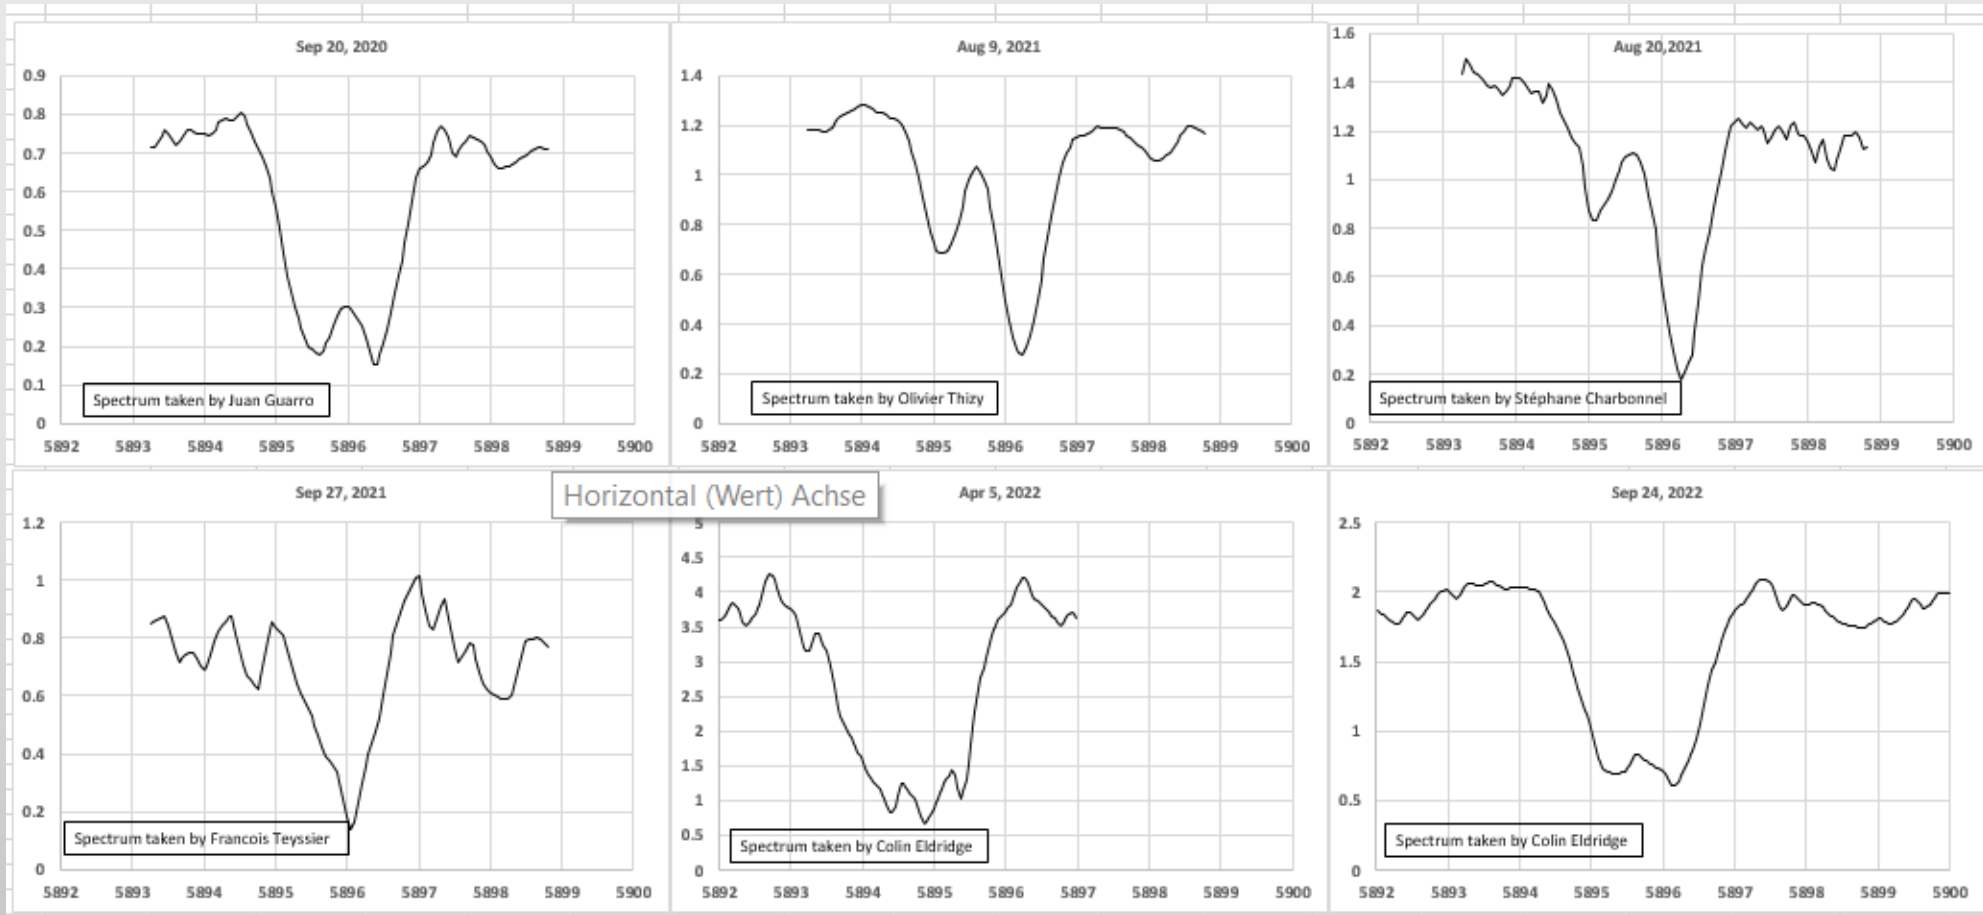 Sep 20, 2020
0.9
0.8
0.7
0.6
0.5
0.4
0.3
0.2
0.1
0
Spectrum taken by Juan Guarro
5892 5893 5894 5895 5896 5897 5898 5899 5900
Aug 9, 2021
1.4
1.2
1
0.8
0.6
0.4
0.2
0
Spectrum taken by Olivier Thizy
5892 5893 5894 5895 5896 5897 5898 5899 5900
Aug 20,2021
1.6
1.4
1.2
1
0.8
0.6
0.4
0.2
0
Spectrum taken by Stéphane Charbonnel
5892 5893 5894 5895 5896 5897 5898 5899 5900
Sep 27, 2021
1.2
1
0.8
0.6
0.4
0.2
0
Spectrum taken by Francois Teyssier
5892 5893 5894 5895 5896 5897 5898 5899 5900
Horizontal (Wert) Achse
Apr 5, 2022
5
4.5
4
3.5
3
2.5
2
1.5
1
0.5
0
Spectrum taken by Colin Eldridge
5892 5893 5894 5895 5896 5897 5898 5899 5900
Sep 24, 2022
2.5
2
1.5
1
0.5
0
Spectrum taken by Colin Eldridge
5892 5893 5894 5895 5896 5897 5898 5899 5900